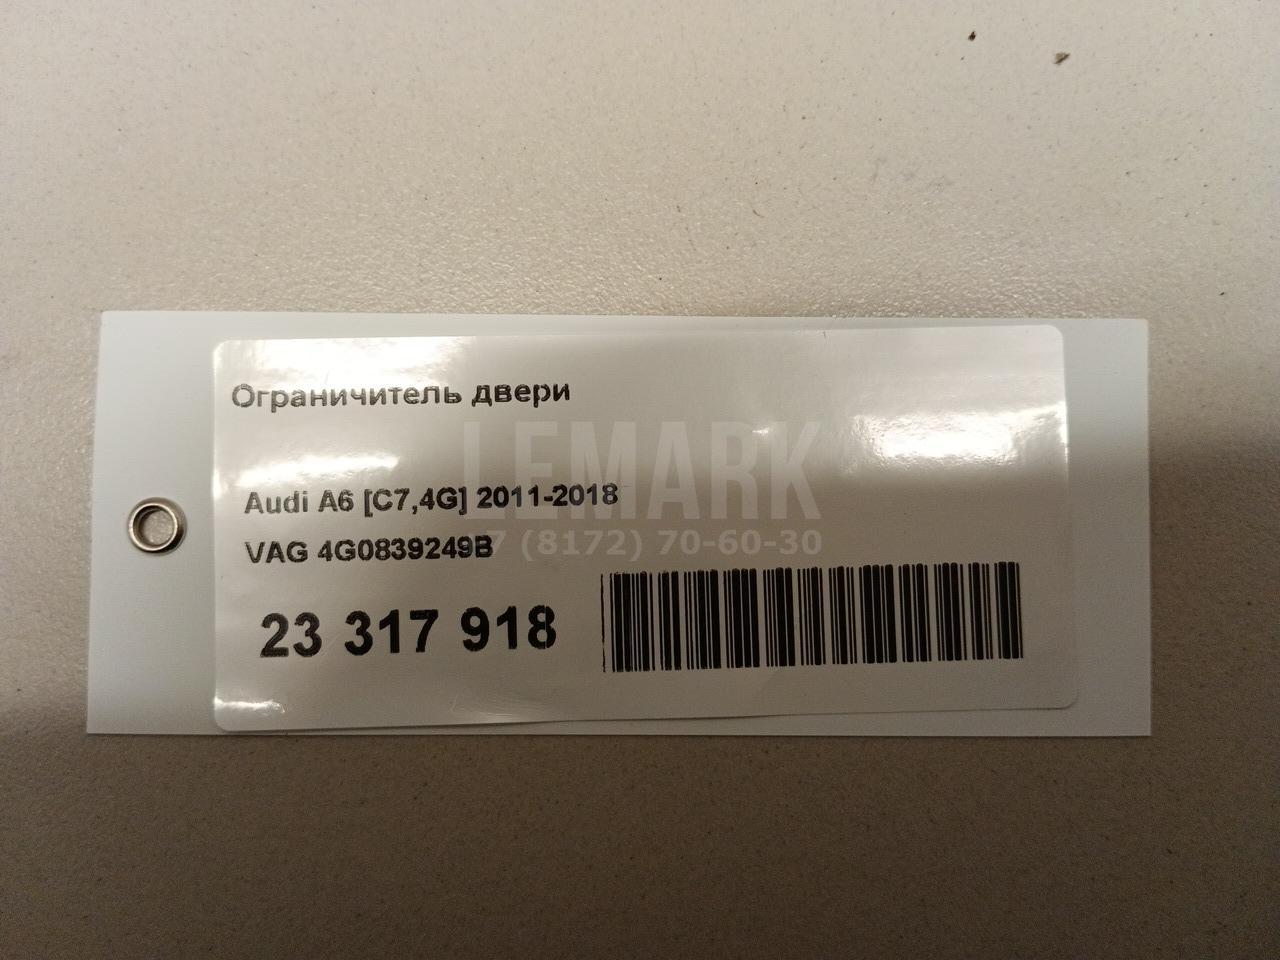 Ограничитель двери
LEMARK
Audi A6 [C7,4G] 2011-2018
+7 (8172) 70-60-30
VAG 4G0839249B
23 317 918